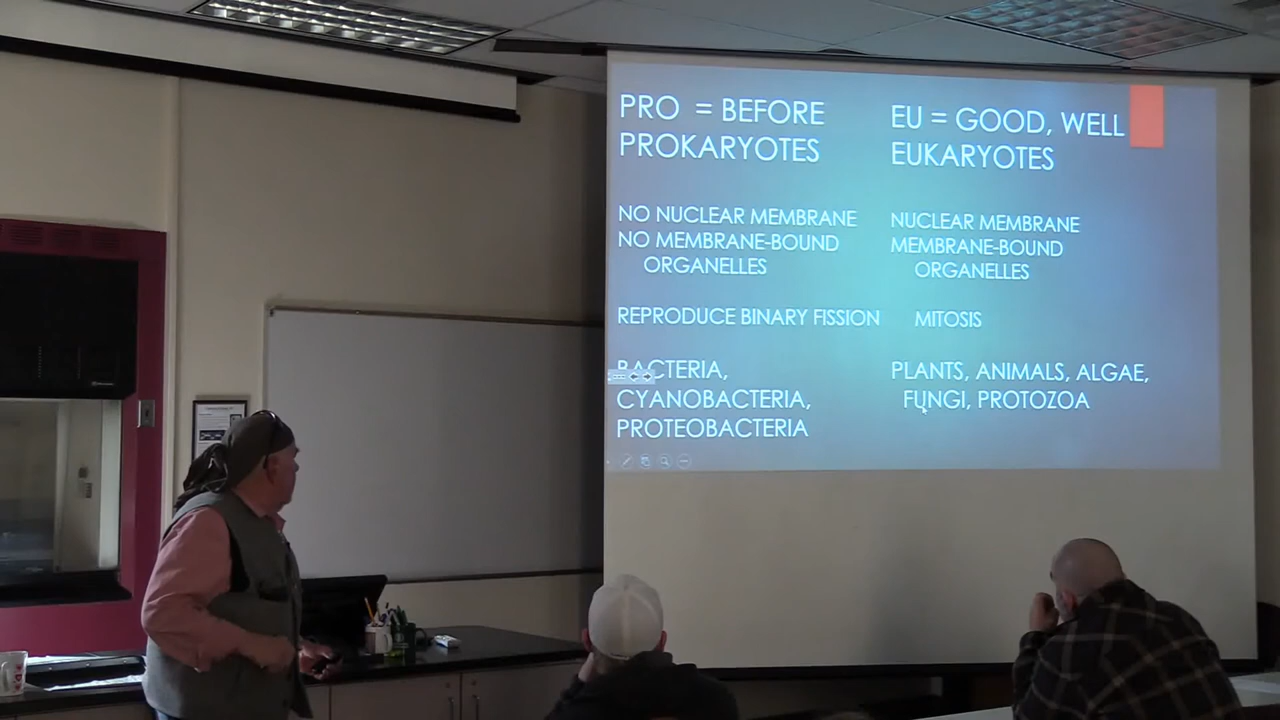 PRO = BEFORE
PROKARYOTES
NO NUCLEAR MEMBRANE
NO MEMBRANE-BOUND
ORGANELLES
REPRODUCE BINARY FISSION
BACTERIA,
CYANOBACTERIA,
PROTEOBACTERIA
EU = GOOD, WELL
EUKARYOTES
NUCLEAR MEMBRANE
MEMBRANE-BOUND
ORGANELLES
MITOSIS
PLANTS, ANIMALS, ALGAE,
FUNGI, PROTOZOA